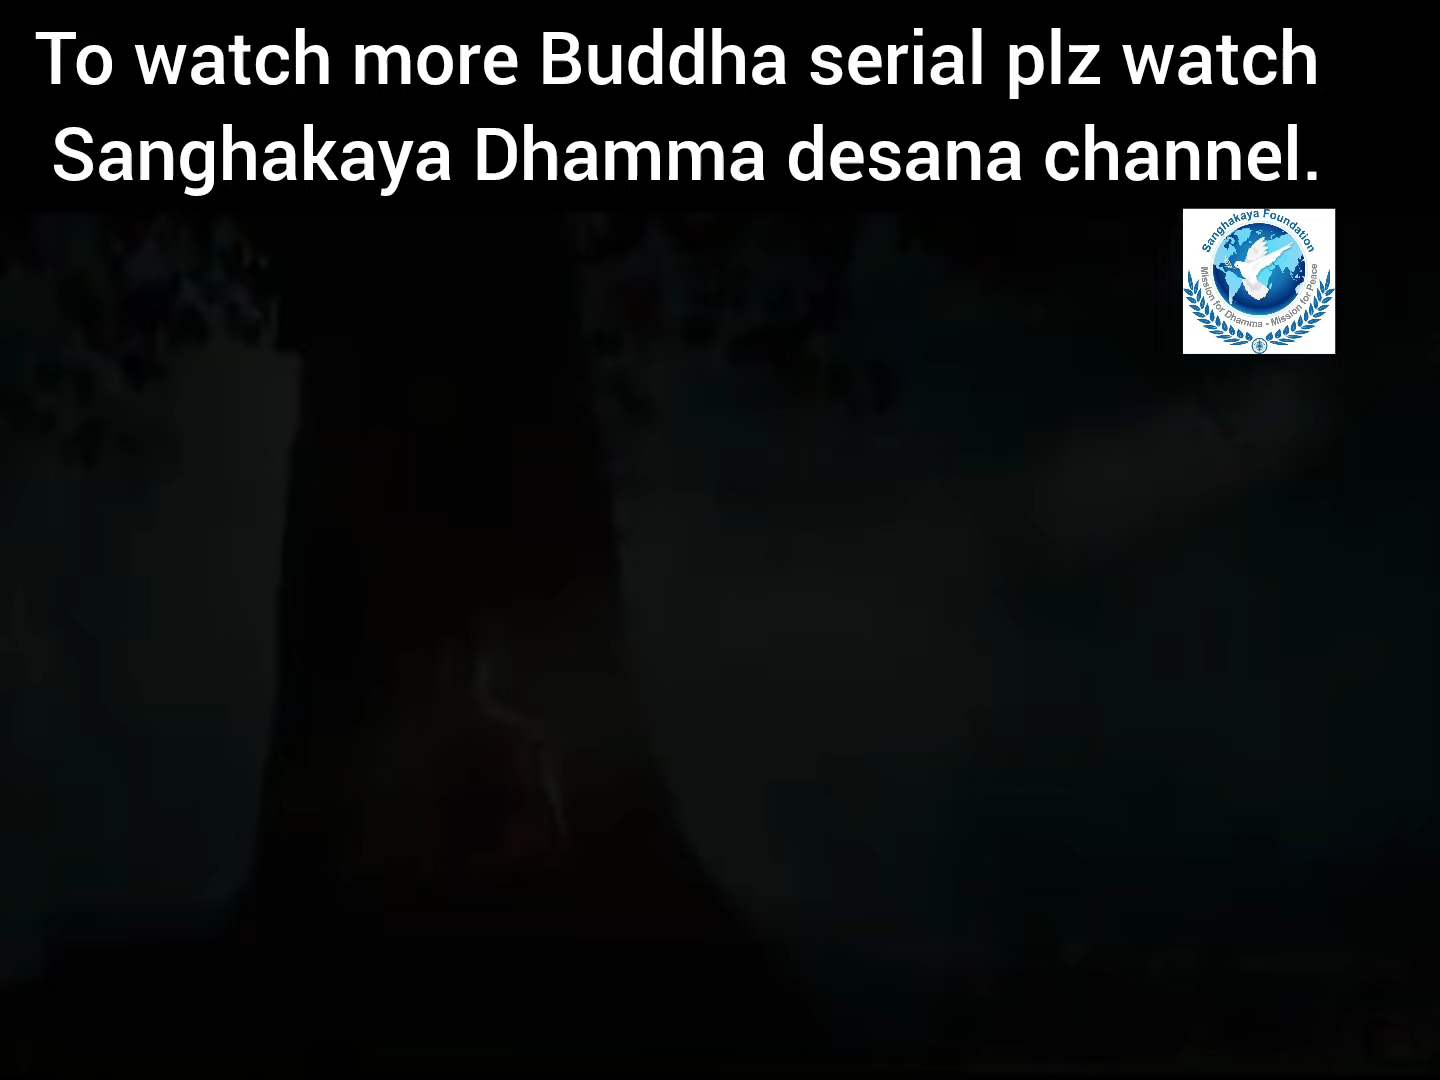 To watch more Buddha serial plz watch
Sanghakaya Dhamma desana channel.
Sanghakaya Foundation
Mission for Dhamma - Mission for Peace